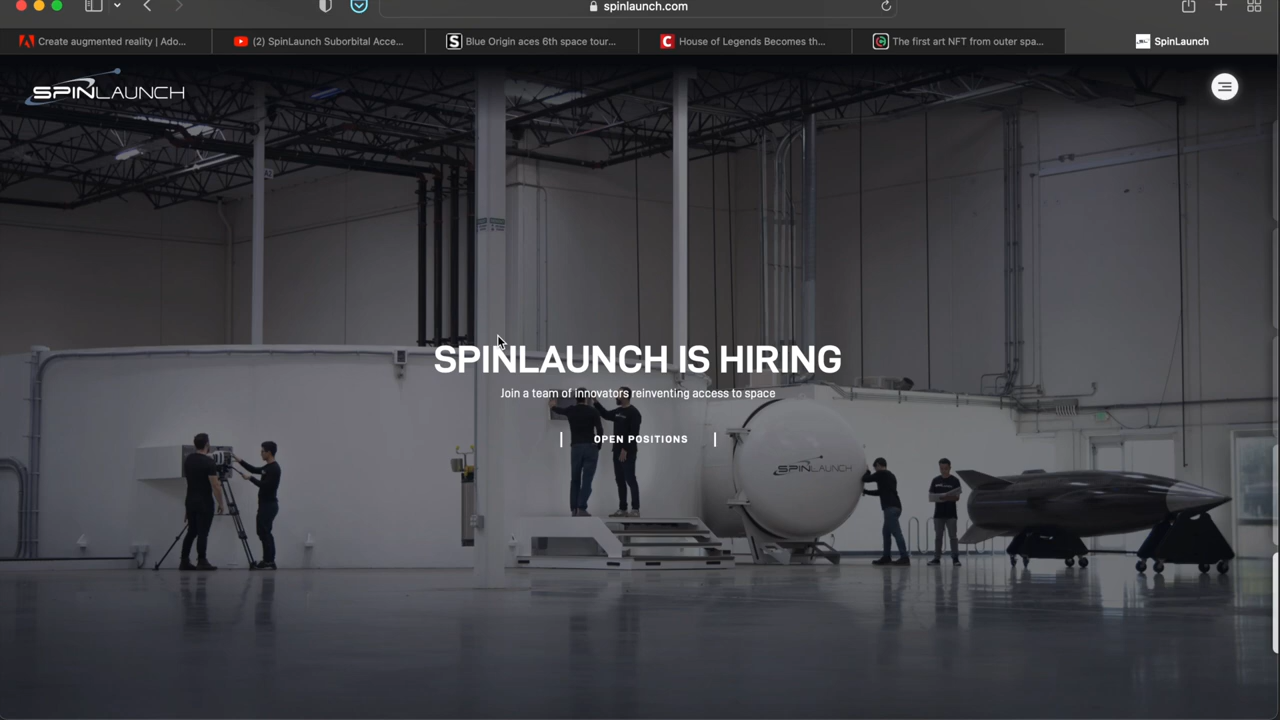 spinlaunch.com
Create augmented reality | Ado...
(2) SpinLaunch Suborbital Acce...
Blue Origin aces 6th space tour...
House of Legends Becomes th...
The first art NFT from outer spa...
SpinLaunch
SPINLAUNCH
SPINLAUNCH IS HIRING
Join a team of innovators reinventing access to space
OPEN POSITIONS
SPINLAUNCH